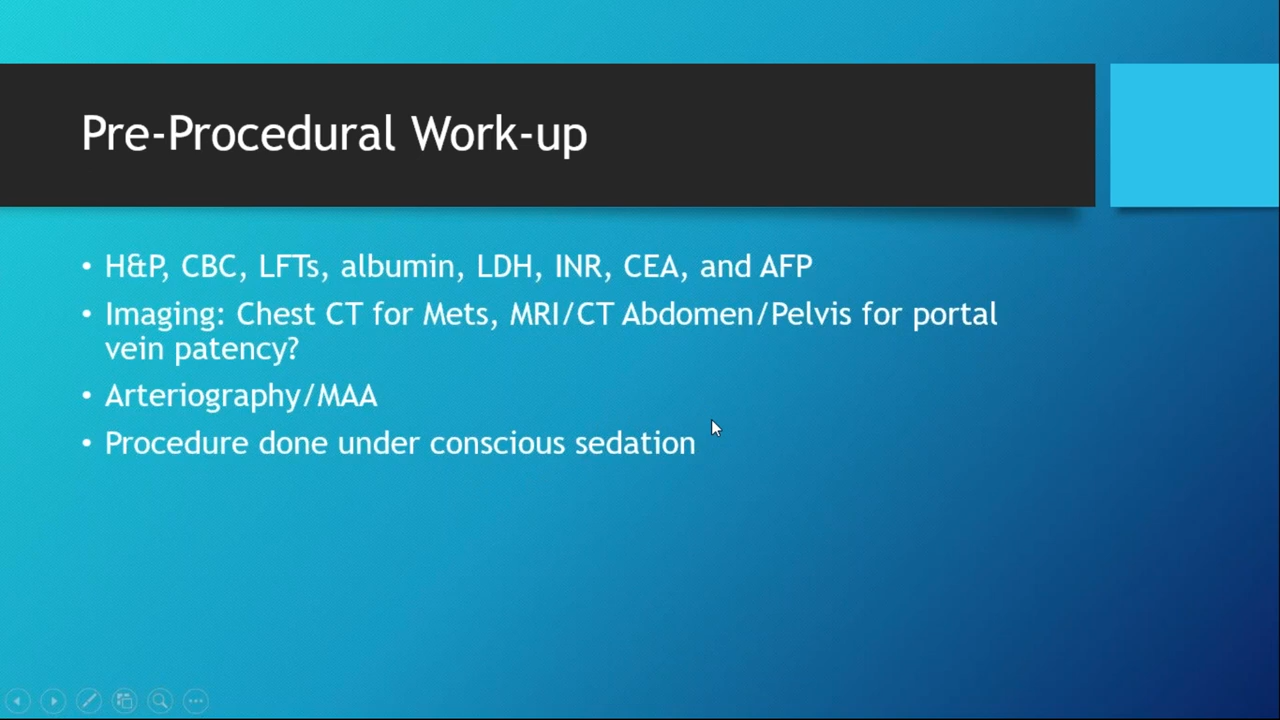 Pre-Procedural Work-up
• H&P, CBC, LFTs, albumin, LDH, INR, CEA, and AFP
• Imaging: Chest CT for Mets, MRI/CT Abdomen/Pelvis for portal
vein patency?
• Arteriography/MAA
• Procedure done under conscious sedation